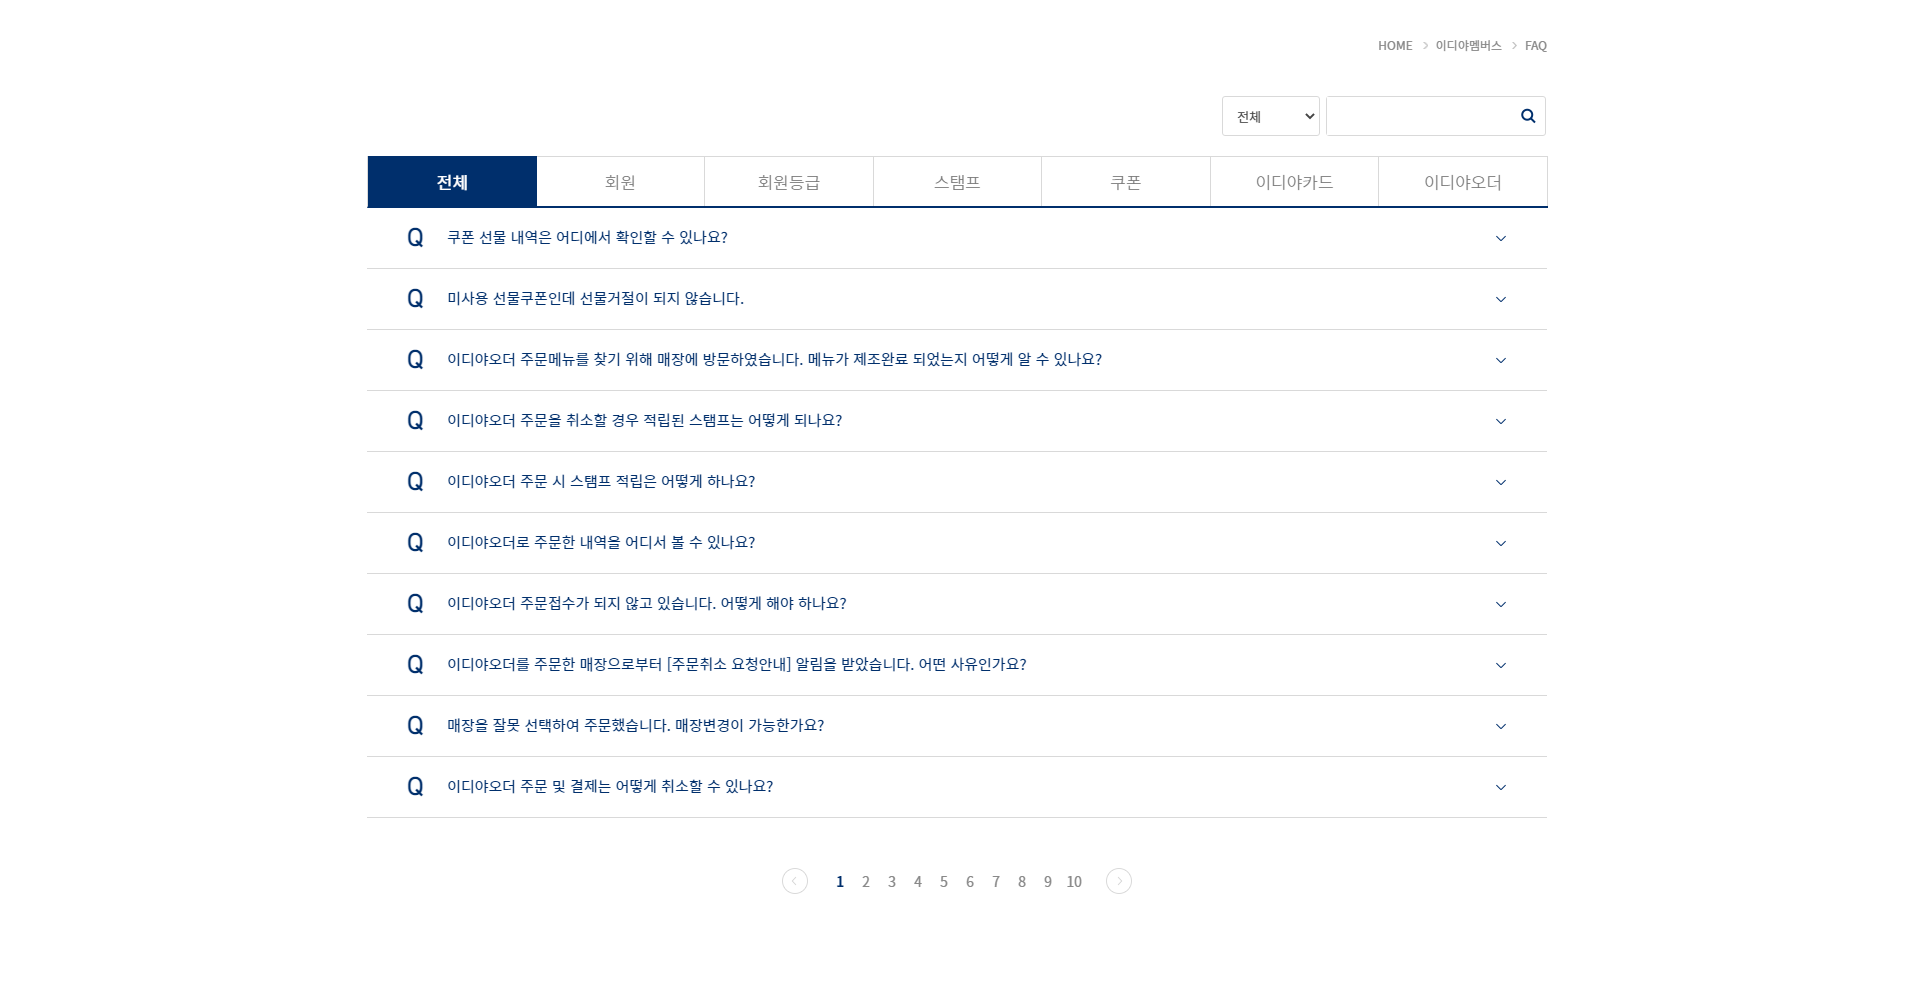 HOME 이디야멤버스 FAQ
전체
전체 회원 회원등급 스탬프 쿠폰 이디야카드 이디야오더
Q 쿠폰 선물 내역은 어디에서 확인할 수 있나요?
Q 미사용 선물쿠폰인데 선물거절이 되지 않습니다.
Q 이디야오더 주문메뉴를 찾기 위해 매장에 방문하였습니다. 메뉴가 제조완료 되었는지 어떻게 알 수 있나요?
Q 이디야오더 주문을 취소할 경우 적립된 스탬프는 어떻게 되나요?
Q 이디야오더 주문 시 스탬프 적립은 어떻게 하나요?
Q 이디야오더로 주문한 내역을 어디서 볼 수 있나요?
Q 이디야오더 주문접수가 되지 않고 있습니다. 어떻게 해야 하나요?
Q 이디야오더를 주문한 매장으로부터 [주문취소 요청안내] 알림을 받았습니다. 어떤 사유인가요?
Q 매장을 잘못 선택하여 주문했습니다. 매장변경이 가능한가요?
Q 이디야오더 주문 및 결제는 어떻게 취소할 수 있나요?
1 2 3 4 5 6 7 8 9 10